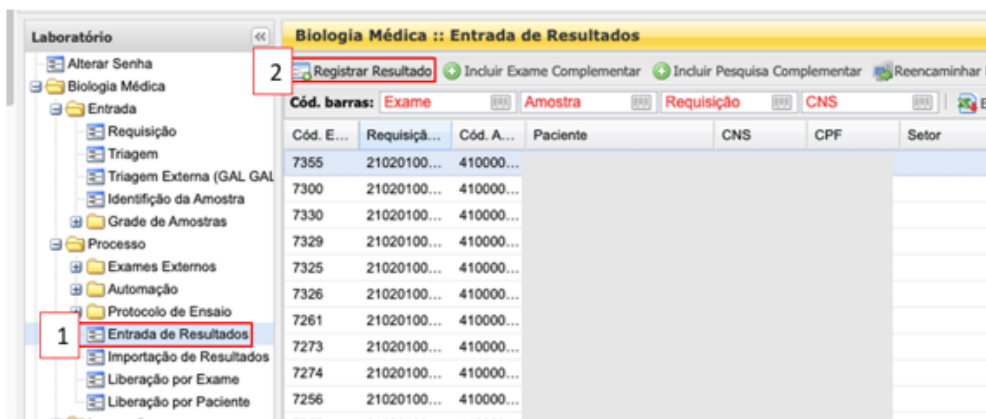 Laboratório
Alterar Senha
Biologia Médica
Entrada
Requisição
Triagem
Triagem Externa (GAL GAL
Identifição da Amostra
Grade de Amostras
Processo
Exames Externos
Automação
Protocolo de Ensaio
1 Entrada de Resultados
Importação de Resultados
Liberação por Exame
Liberação por Paciente
Biologia Médica :: Entrada de Resultados
2 Registrar Resultado Incluir Exame Complementar Incluir Pesquisa Complementar Reencaminhar
Cód. barras: Exame Amostra Requisição CNS E
Cód. E... Requisiçã... Cód. A... Paciente CNS CPF Setor
7355 21020100... 410000...
7300 21020100... 410000...
7330 21020100... 410000...
7329 21020100... 410000...
7325 21020100... 410000...
7326 21020100... 410000...
7261 21020100... 410000...
7273 21020100... 410000...
7274 21020100... 410000...
7256 21020100... 410000...